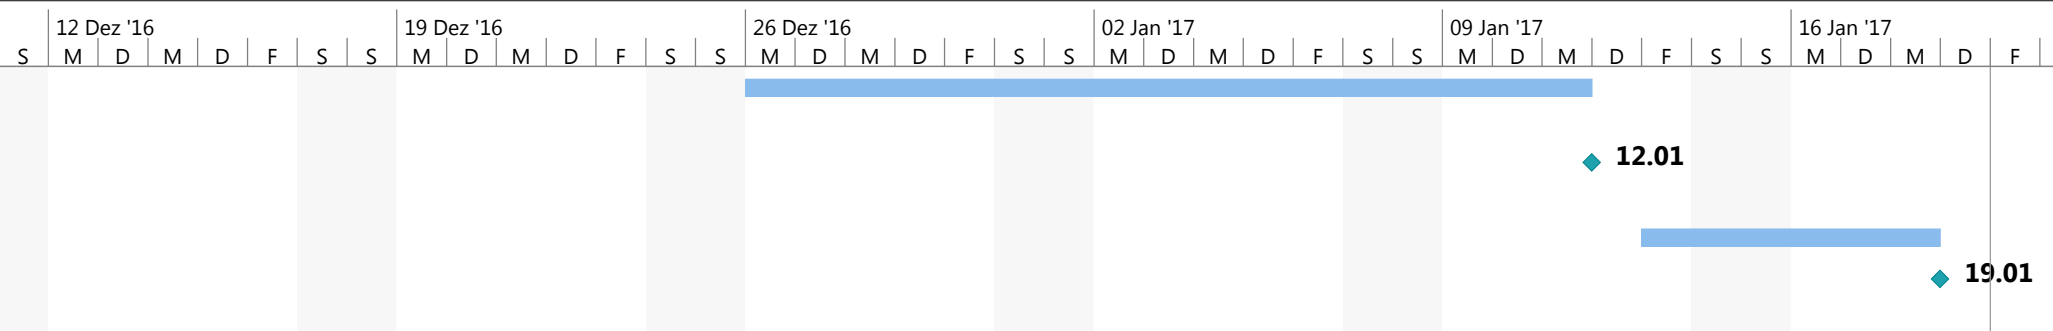 12 Dez '16 19 Dez '16 26 Dez '16 02 Jan '17 09 Jan '17 16 Jan '17
S M D M D F S S M D M D F S S M D M D F S S M D M D F S S M D M D F S S M D M D F
12.01
19.01